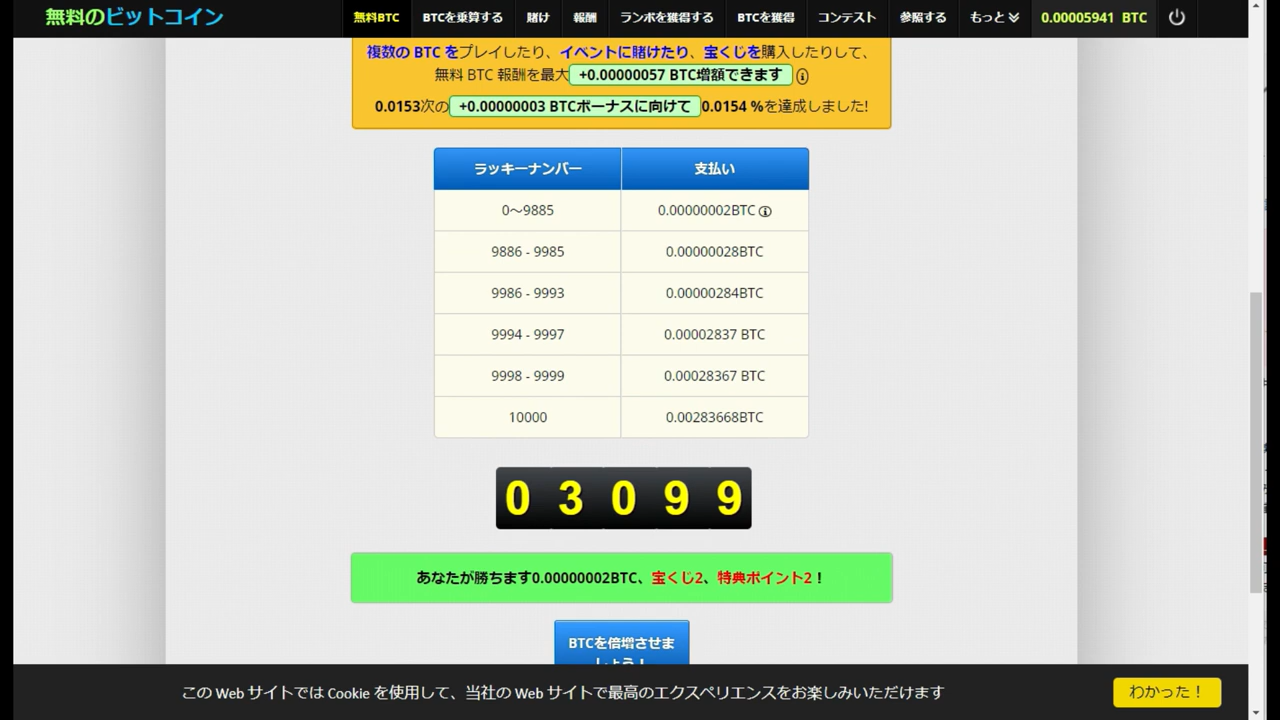 無料のビットコイン 無料BTC BTCを乗算する 賭け 報酬 ランボを獲得する BTCを獲得 コンテスト 参照する もっと 0.00005941 BTC
複数の BTC をプレイしたり、イベントに賭けたり、宝くじを購入したりして、
無料 BTC 報酬を最大 +0.00000057 BTC増額できます
0.0153次の +0.00000003 BTCボーナスに向けて 0.0154 %を達成しました!
ラッキーナンバー 支払い
0～9885 0.00000002BTC
9886 - 9985 0.00000028BTC
9986 - 9993 0.00000284BTC
9994 - 9997 0.00002837 BTC
9998 - 9999 0.00028367 BTC
10000 0.00283668BTC
0 3 0 9 9
あなたが勝ちます0.00000002BTC、宝くじ2、特典ポイント2！
BTCを倍増させま
しょう！
この Web サイトでは Cookie を使用して、当社の Web サイトで最高のエクスペリエンスをお楽しみいただけます わかった！